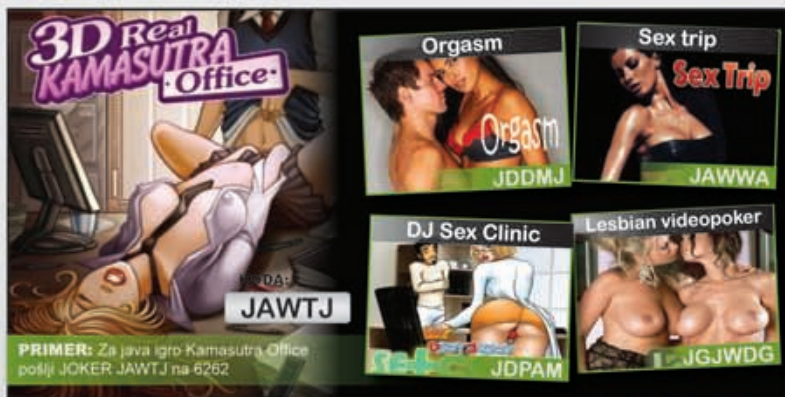 3D Real
KAMASUTRA
Office
KODA:
JAWTJ
PRIMER: Za java igro Kamasutra Office
pošlji JOKER JAWTJ na 6262
Orgasm
Orgasm
JDDMJ
Sex trip
Sex Trip
JAWWA
DJ Sex Clinic
JDPAM
Lesbian videopoker
JGJWDG